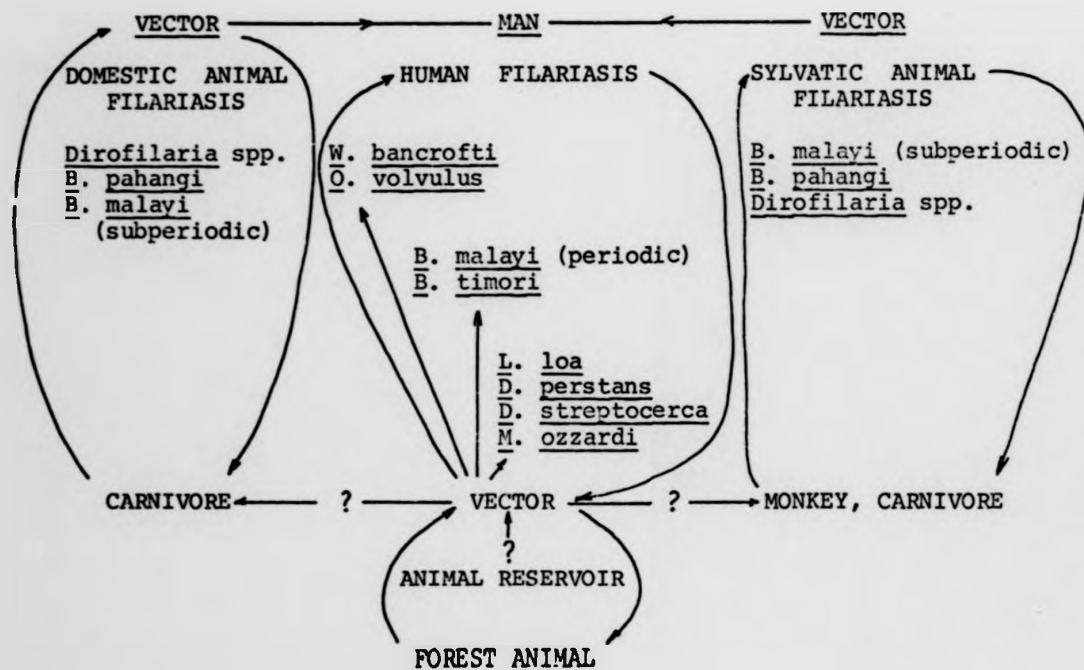 VECTOR MAN VECTOR
DOMESTIC ANIMAL FILARIASIS
HUMAN FILARIASIS
SYLVATIC ANIMAL FILARIASIS
Dirofilaria spp.
B. pahangi
B. malayi
(subperiodic)
W. bancrofti
O. volvulus
B. malayi (subperiodic)
B. pahangi
Dirofilaria spp.
B. malayi (periodic)
B. timori
L. loa
D. perstans
D. streptocerca
M. ozzardi
CARNIVORE ? VECTOR ? MONKEY, CARNIVORE
?
ANIMAL RESERVOIR
FOREST ANIMAL